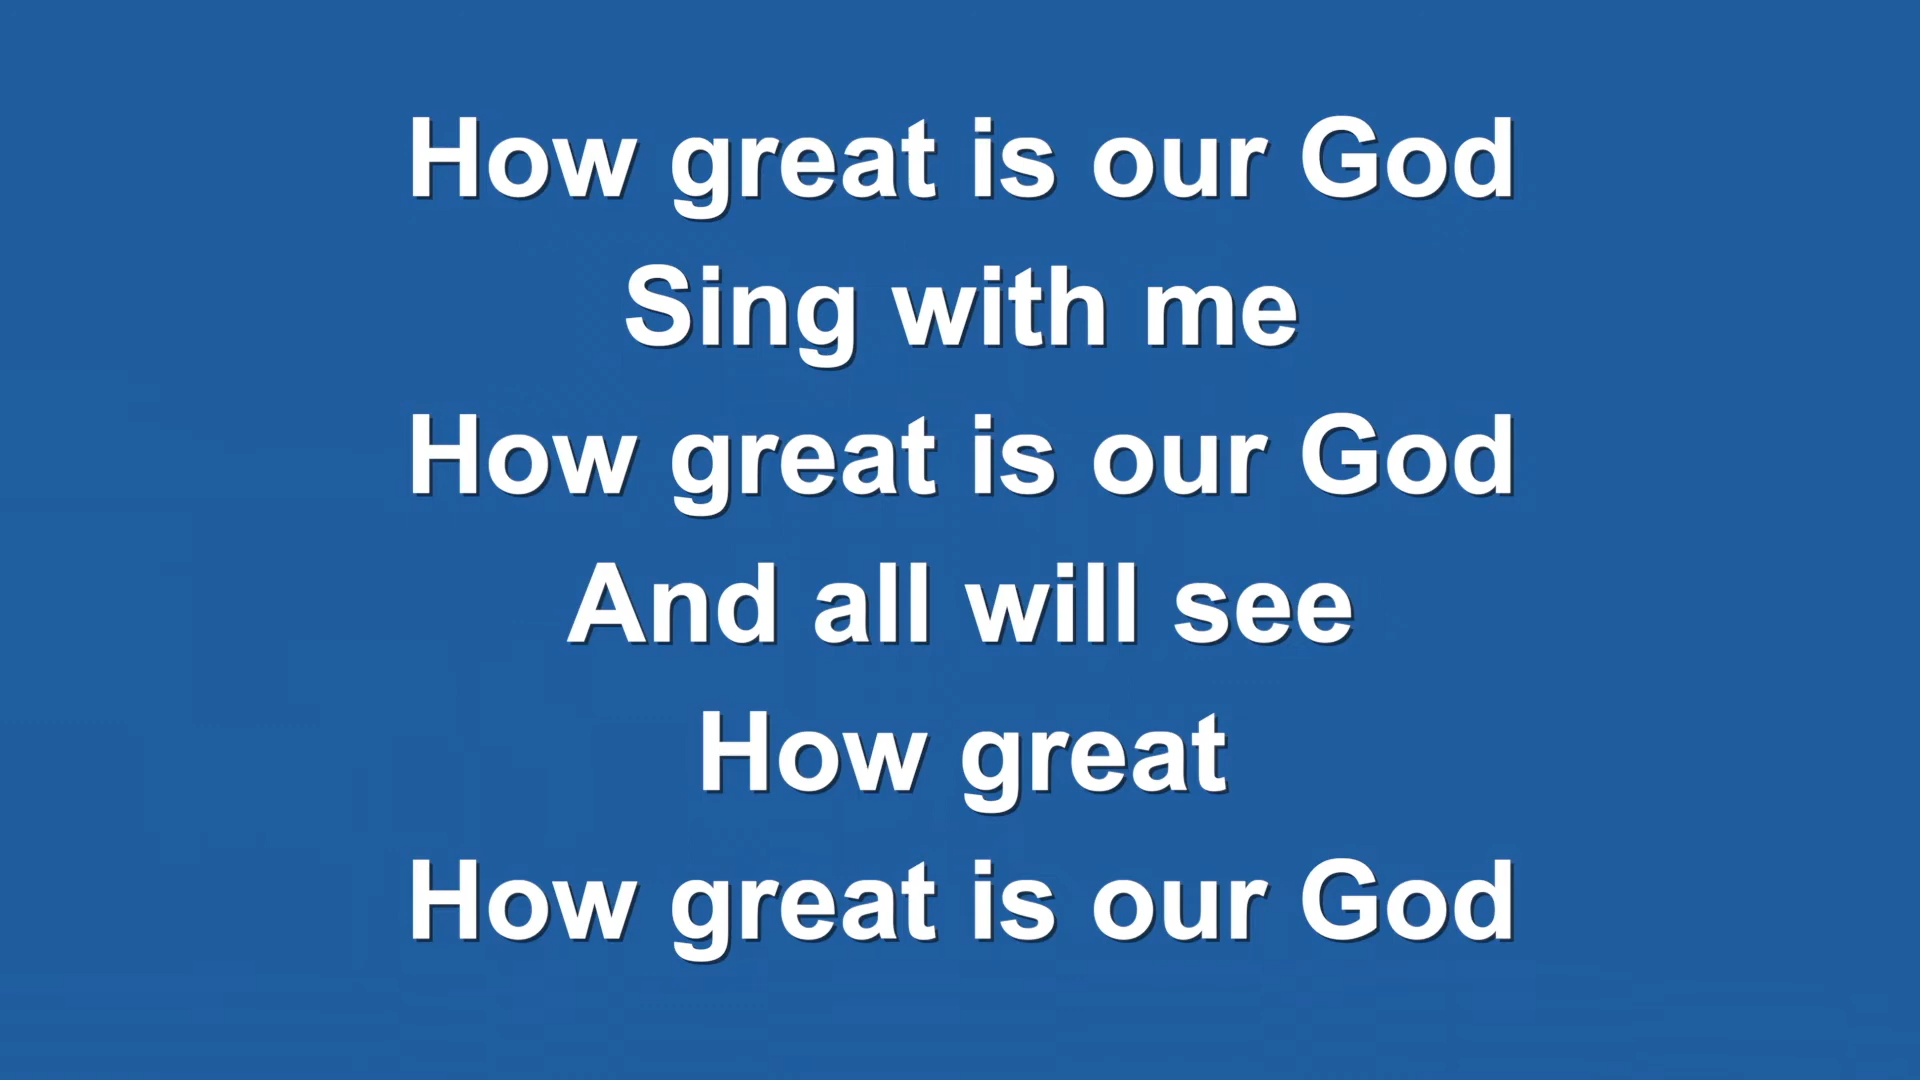 How great is our God
Sing with me
How great is our God
And all will see
How great
How great is our God